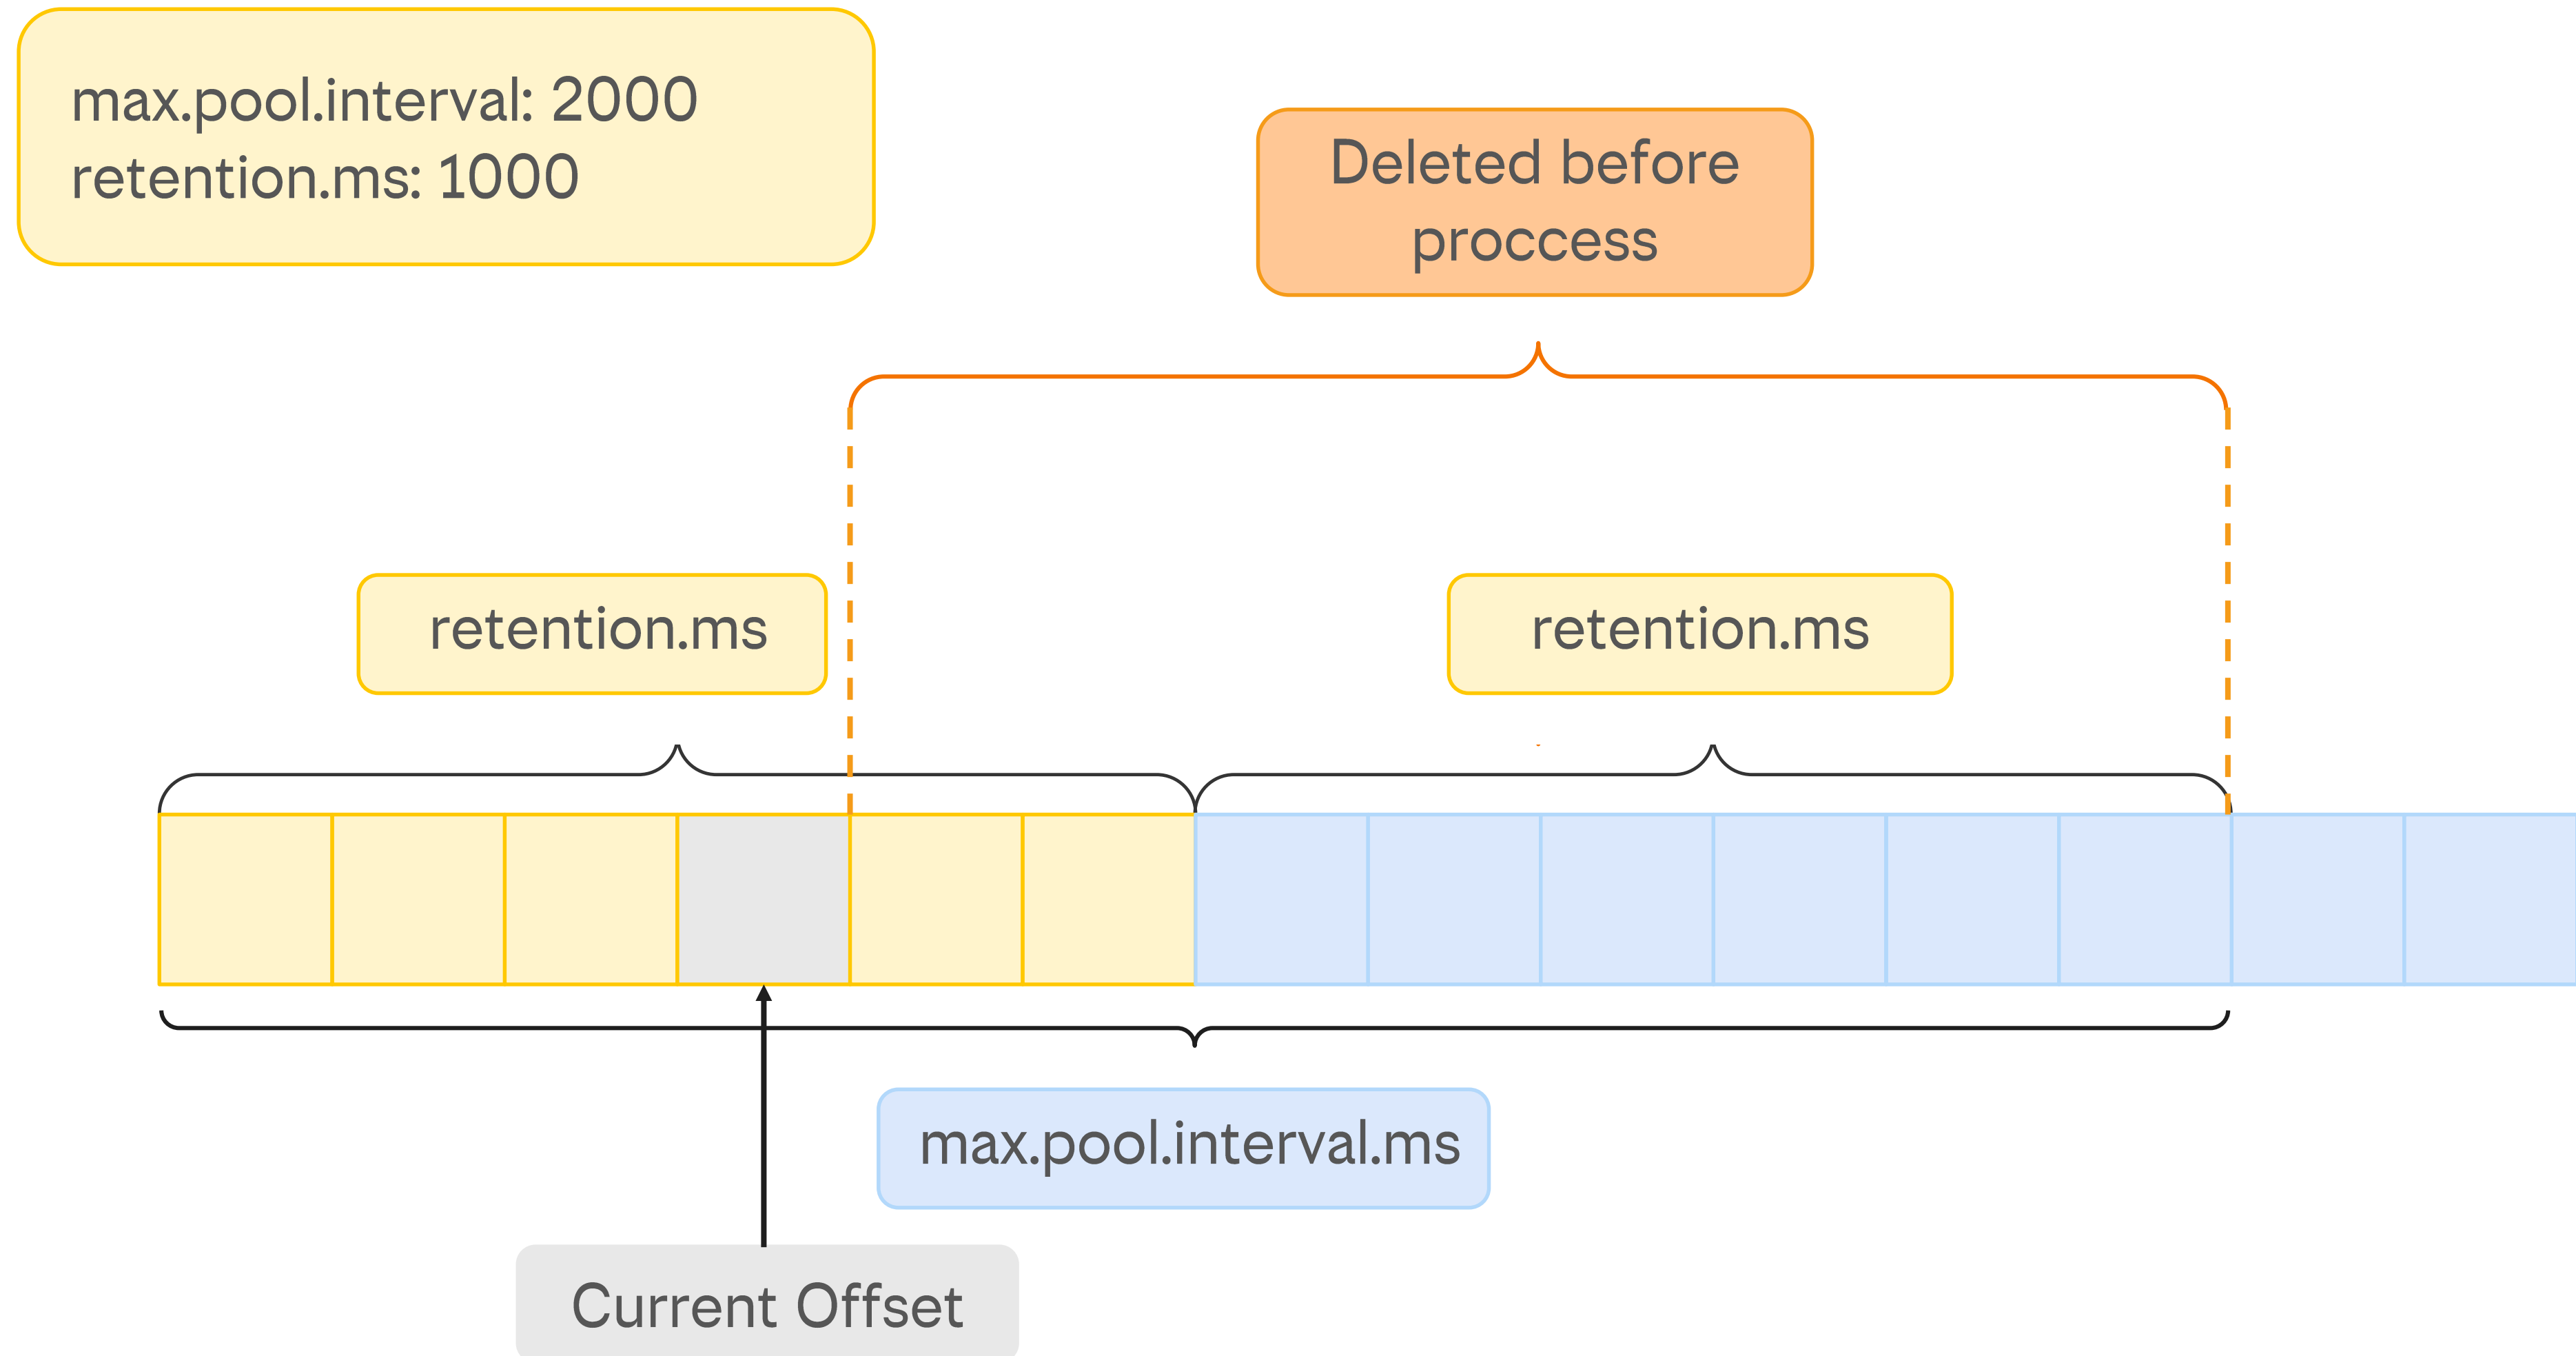 max.pool.interval: 2000
retention.ms: 1000
Deleted before
proccess
retention.ms
retention.ms
max.pool.interval.ms
Current Offset